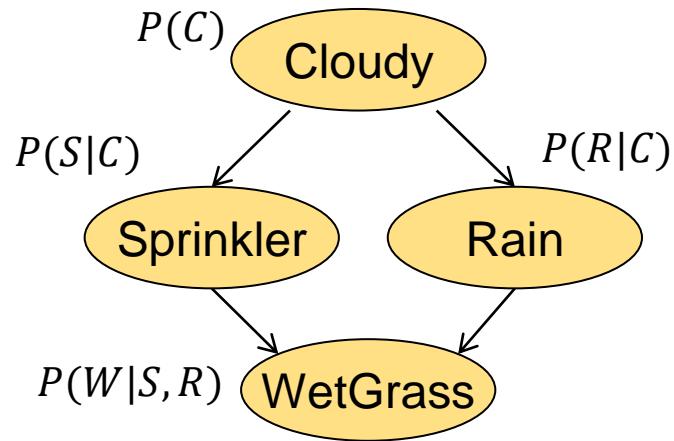 P(C)
Cloudy
P(S|C)
P(R|C)
Sprinkler
Rain
P(W|S, R)
WetGrass